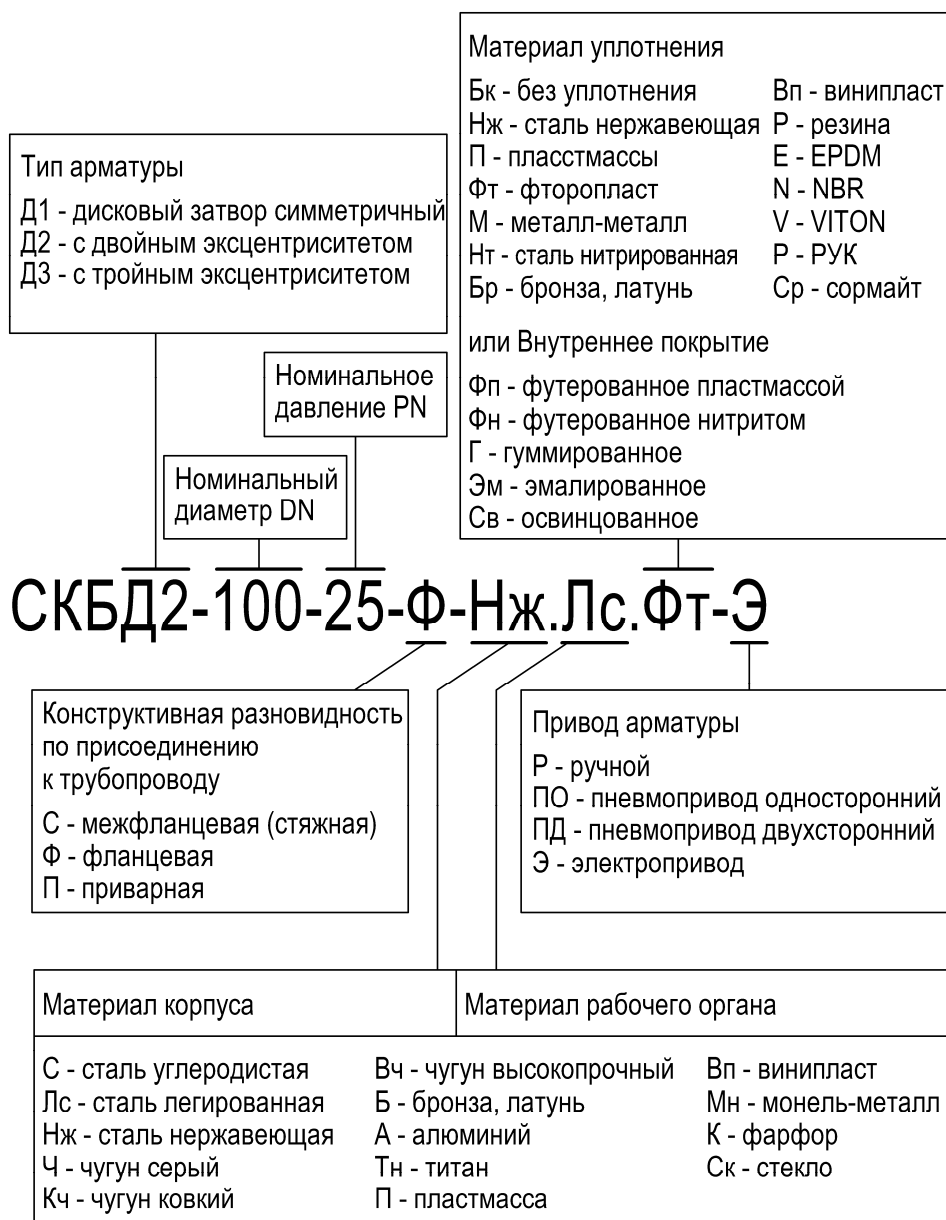 Материал уплотнения
Бк - без уплотнения
Нж - сталь нержавеющая
П - пласстмассы
Фт - фторопласт
М - металл-металл
Нт - сталь нитрированная
Бр - бронза, латунь
Вп - винипласт
Р - резина
Е - EPDM
N - NBR
V - VITON
Р - РУК
Ср - сормайт
или Внутреннее покрытие
Фп - футерованное пластмассой
Фн - футерованное нитритом
Г - гуммированное
Эм - эмалированное
Св - освинцованное
Тип арматуры
Д1 - дисковый затвор симметричный
Д2 - с двойным эксцентриситетом
Д3 - с тройным эксцентриситетом
Номинальное
давление PN
Номинальный
диаметр DN
СКБД2-100-25-Ф-Нж.Лс.Фт-Э
Конструктивная разновидность
по присоединению
к трубопроводу
С - межфланцевая (стяжная)
Ф - фланцевая
П - приварная
Привод арматуры
Р - ручной
ПО - пневмопривод односторонний
ПД - пневмопривод двухсторонний
Э - электропривод
Материал корпуса
Материал рабочего органа
С - сталь углеродистая
Лс - сталь легированная
Нж - сталь нержавеющая
Ч - чугун серый
Кч - чугун ковкий
Вч - чугун высокопрочный
Б - бронза, латунь
А - алюминий
Тн - титан
П - пластмасса
Вп - винипласт
Мн - монель-металл
К - фарфор
Ск - стекло